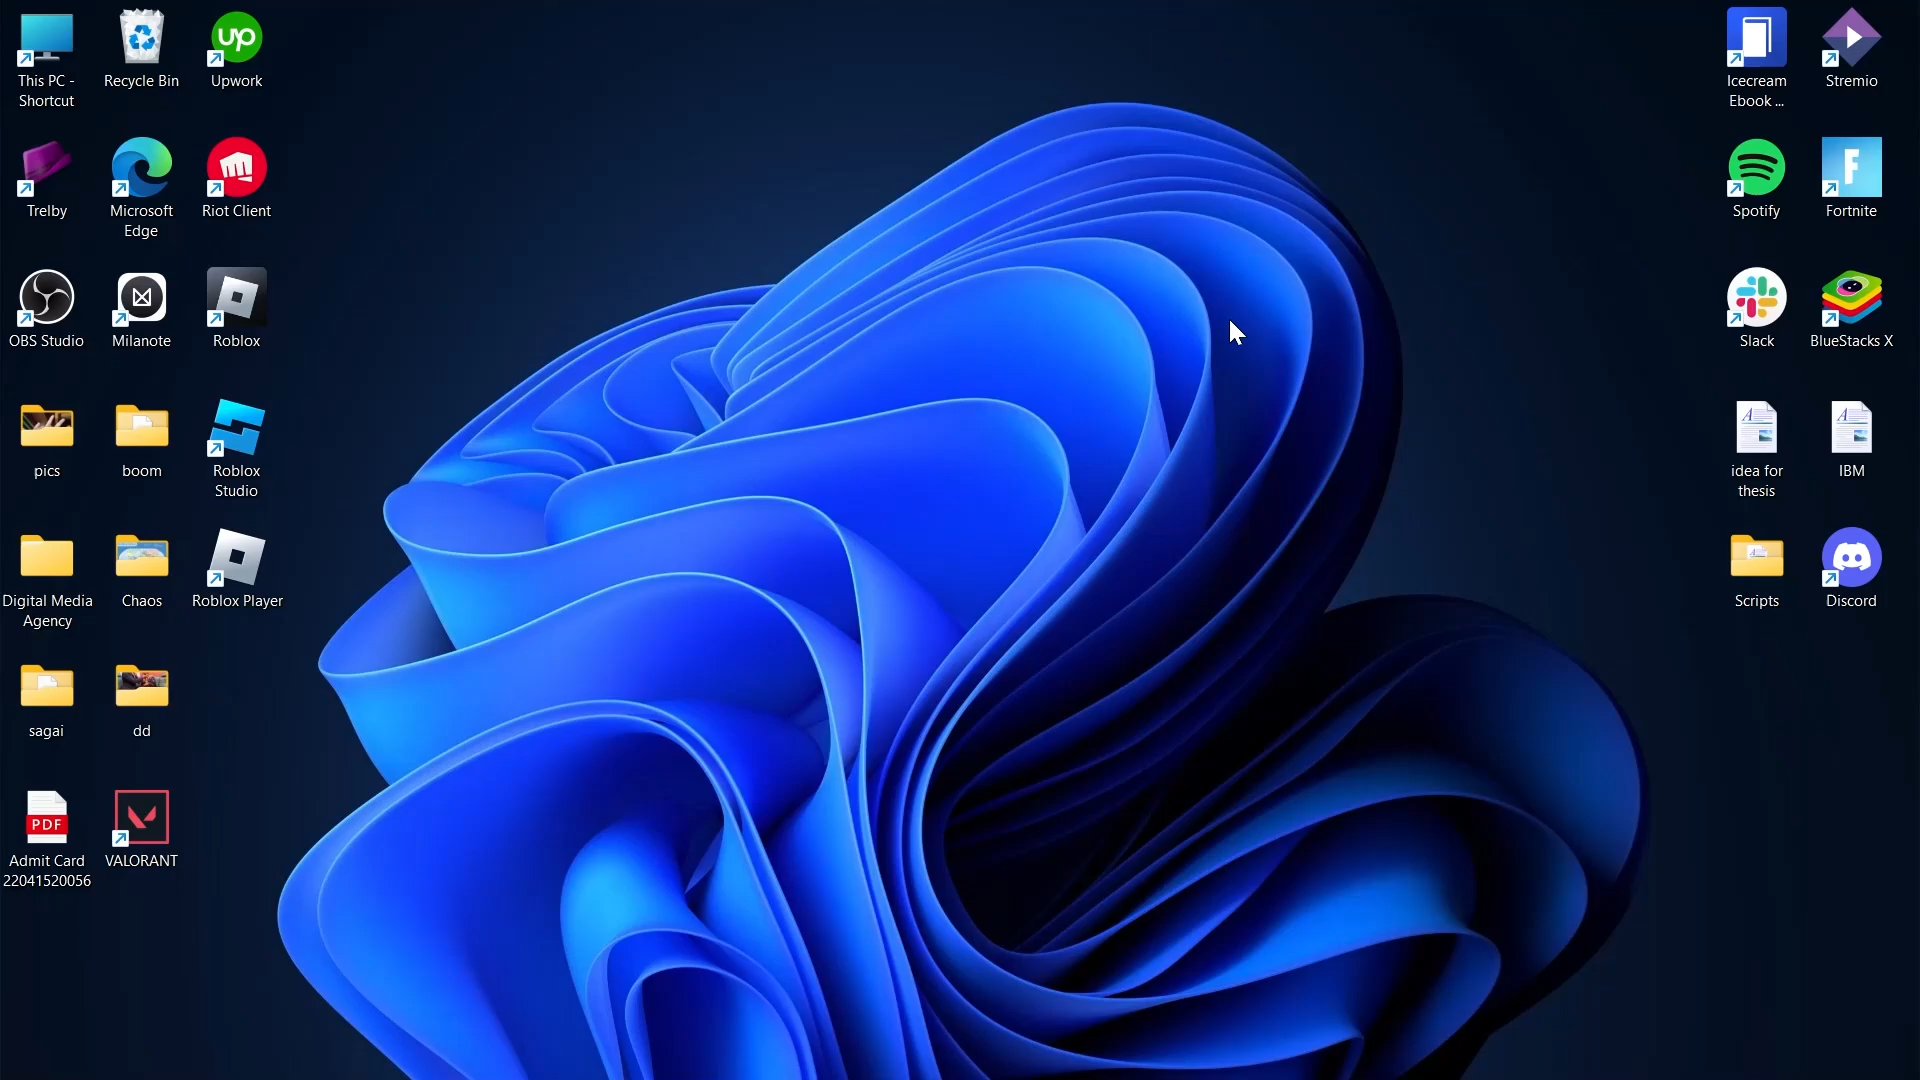 This PC -
Shortcut
Recycle Bin
up
Upwork
Icecream
Ebook ...
Stremio
Trelby
Microsoft
Edge
Riot Client
Spotify
F
Fortnite
OBS Studio
Milanote
Roblox
Slack
BlueStacks X
pics
boom
Roblox
Studio
A
idea for
thesis
A
IBM
Digital Media
Agency
Chaos
Roblox Player
Scripts
Discord
sagai
dd
PDF
Admit Card
22041520056
VALORANT